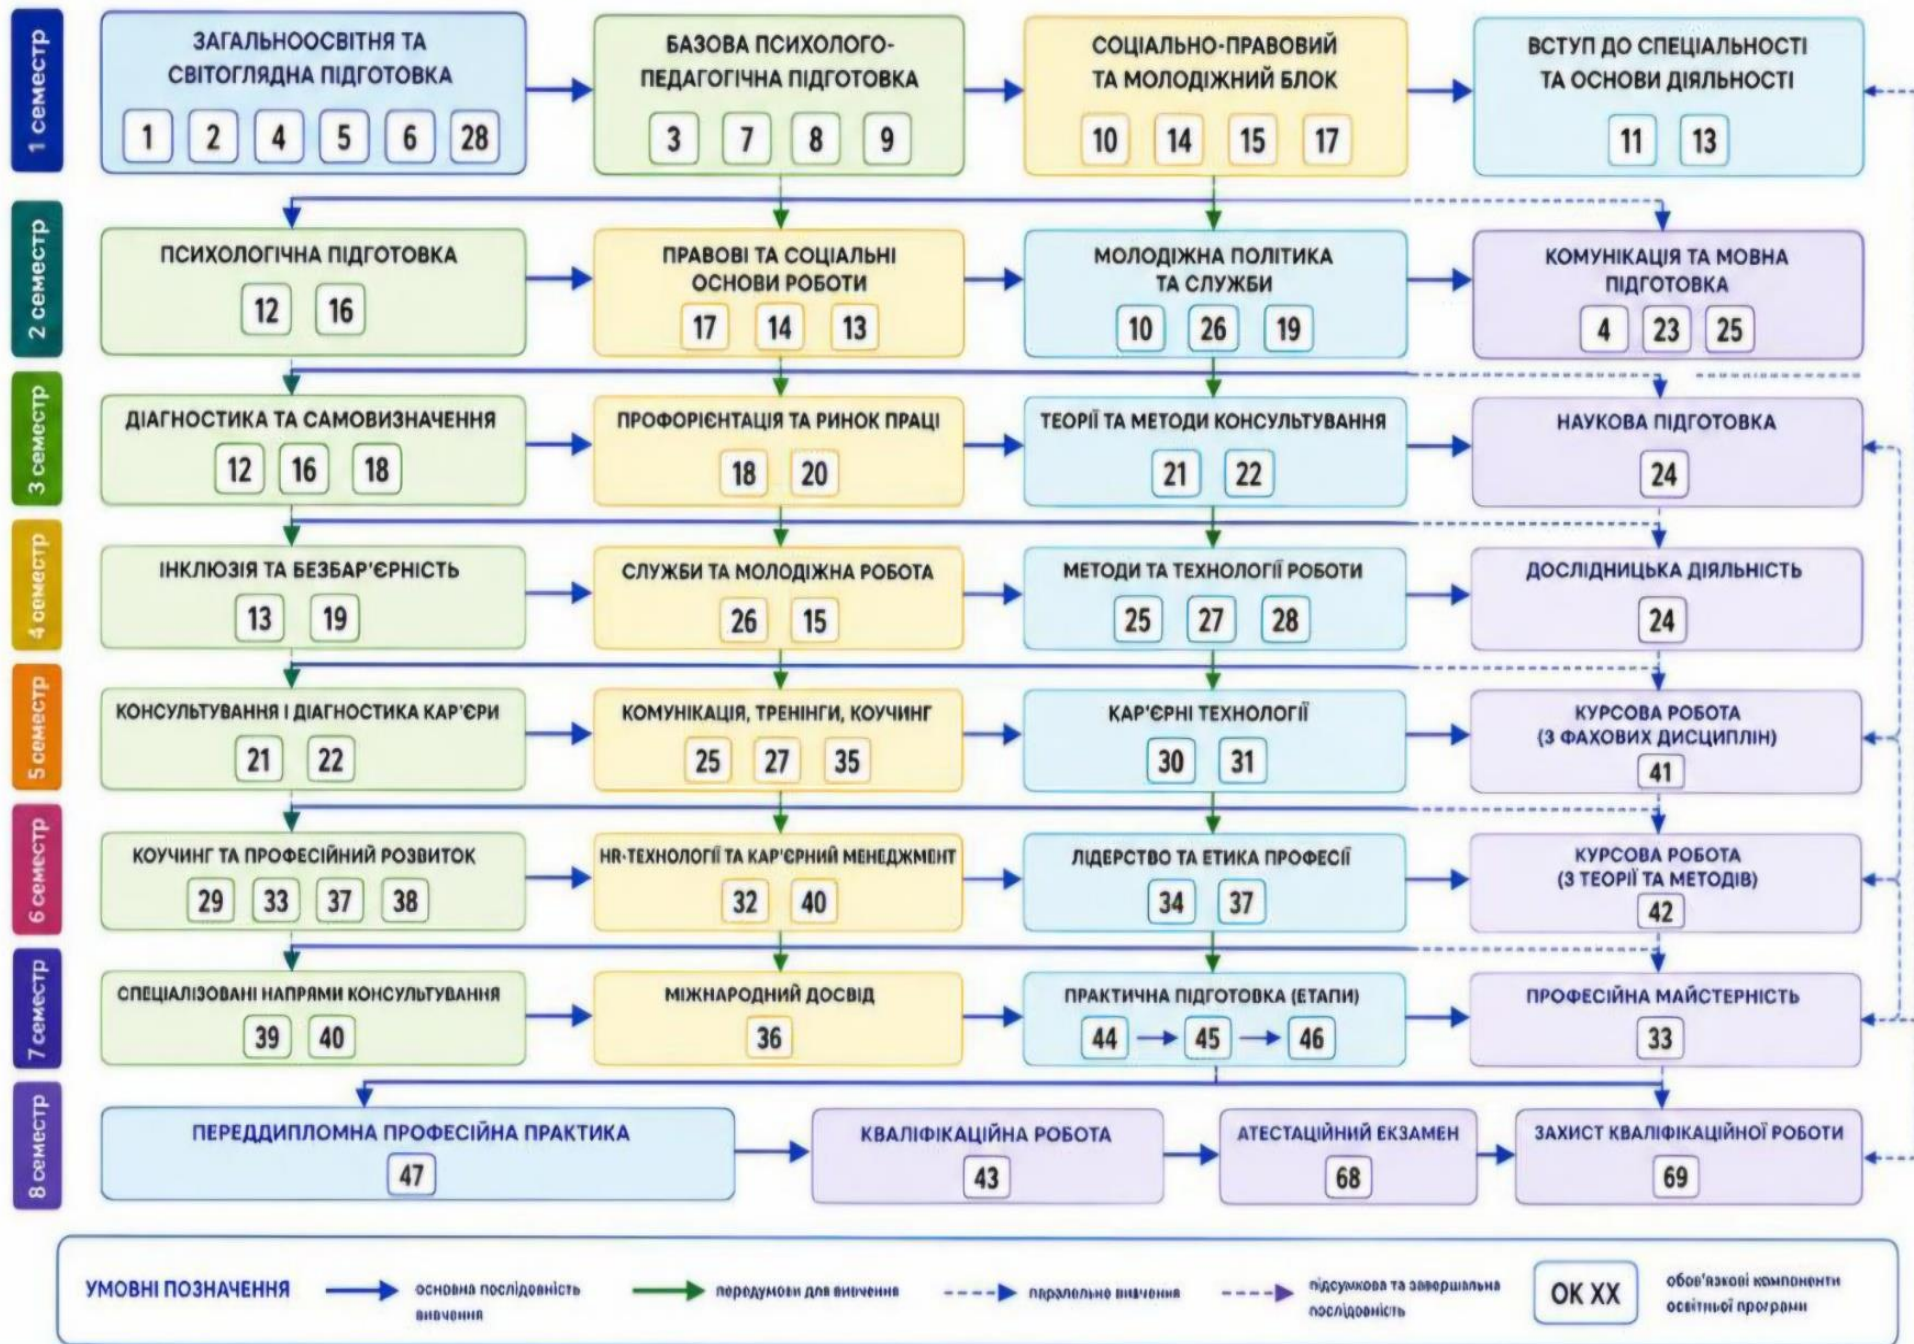 1 семестр
ЗАГАЛЬНООСВІТНЯ ТА
СВІТОГЛЯДНА ПІДГОТОВКА
1 2 4 5 6 28
БАЗОВА ПСИХОЛОГО-
ПЕДАГОГІЧНА ПІДГОТОВКА
3 7 8 9
СОЦІАЛЬНО-ПРАВОВИЙ
ТА МОЛОДІЖНИЙ БЛОК
10 14 15 17
ВСТУП ДО СПЕЦІАЛЬНОСТІ
ТА ОСНОВИ ДІЯЛЬНОСТІ
11 13
2 семестр
ПСИХОЛОГІЧНА ПІДГОТОВКА
12 16
ПРАВОВІ ТА СОЦІАЛЬНІ
ОСНОВИ РОБОТИ
17 14 13
МОЛОДІЖНА ПОЛІТИКА
ТА СЛУЖБИ
10 26 19
КОМУНІКАЦІЯ ТА МОВНА
ПІДГОТОВКА
4 23 25
3 семестр
ДІАГНОСТИКА ТА САМОВИЗНАЧЕННЯ
12 16 18
ПРОФОРІЄНТАЦІЯ ТА РИНОК ПРАЦІ
18 20
ТЕОРІЇ ТА МЕТОДИ КОНСУЛЬТУВАННЯ
21 22
НАУКОВА ПІДГОТОВКА
24
4 семестр
ІНКЛЮЗІЯ ТА БЕЗБАР'ЄРНІСТЬ
13 19
СЛУЖБИ ТА МОЛОДІЖНА РОБОТА
26 15
МЕТОДИ ТА ТЕХНОЛОГІЇ РОБОТИ
25 27 28
ДОСЛІДНИЦЬКА ДІЯЛЬНІСТЬ
24
5 семестр
КОНСУЛЬТУВАННЯ І ДІАГНОСТИКА КАР'ЄРИ
21 22
КОМУНІКАЦІЯ, ТРЕНІНГИ, КОУЧИНГ
25 27 35
КАР'ЄРНІ ТЕХНОЛОГІЇ
30 31
КУРСОВА РОБОТА
(З ФАХОВИХ ДИСЦИПЛІН)
41
6 семестр
КОУЧИНГ ТА ПРОФЕСІЙНИЙ РОЗВИТОК
29 33 37 38
HR-ТЕХНОЛОГІЇ ТА КАР'ЄРНИЙ МЕНЕДЖМЕНТ
32 40
ЛІДЕРСТВО ТА ЕТИКА ПРОФЕСІЇ
34 37
КУРСОВА РОБОТА
(З ТЕОРІЇ ТА МЕТОДІВ)
42
7 семестр
СПЕЦІАЛІЗОВАНІ НАПРЯМИ КОНСУЛЬТУВАННЯ
39 40
МІЖНАРОДНИЙ ДОСВІД
36
ПРАКТИЧНА ПІДГОТОВКА (ЕТАПИ)
44 45 46
ПРОФЕСІЙНА МАЙСТЕРНІСТЬ
33
8 семестр
ПЕРЕДДИПЛОМНА ПРОФЕСІЙНА ПРАКТИКА
47
КВАЛІФІКАЦІЙНА РОБОТА
43
АТЕСТАЦІЙНИЙ ЕКЗАМЕН
68
ЗАХИСТ КВАЛІФІКАЦІЙНОЇ РОБОТИ
69
УМОВНІ ПОЗНАЧЕННЯ
основна послідовність
вивчення
передумови для вивчення
паралельне вивчення
підсумкова та завершальна
послідовність
ОК ХХ
обов'язкові компоненти
освітньої програми